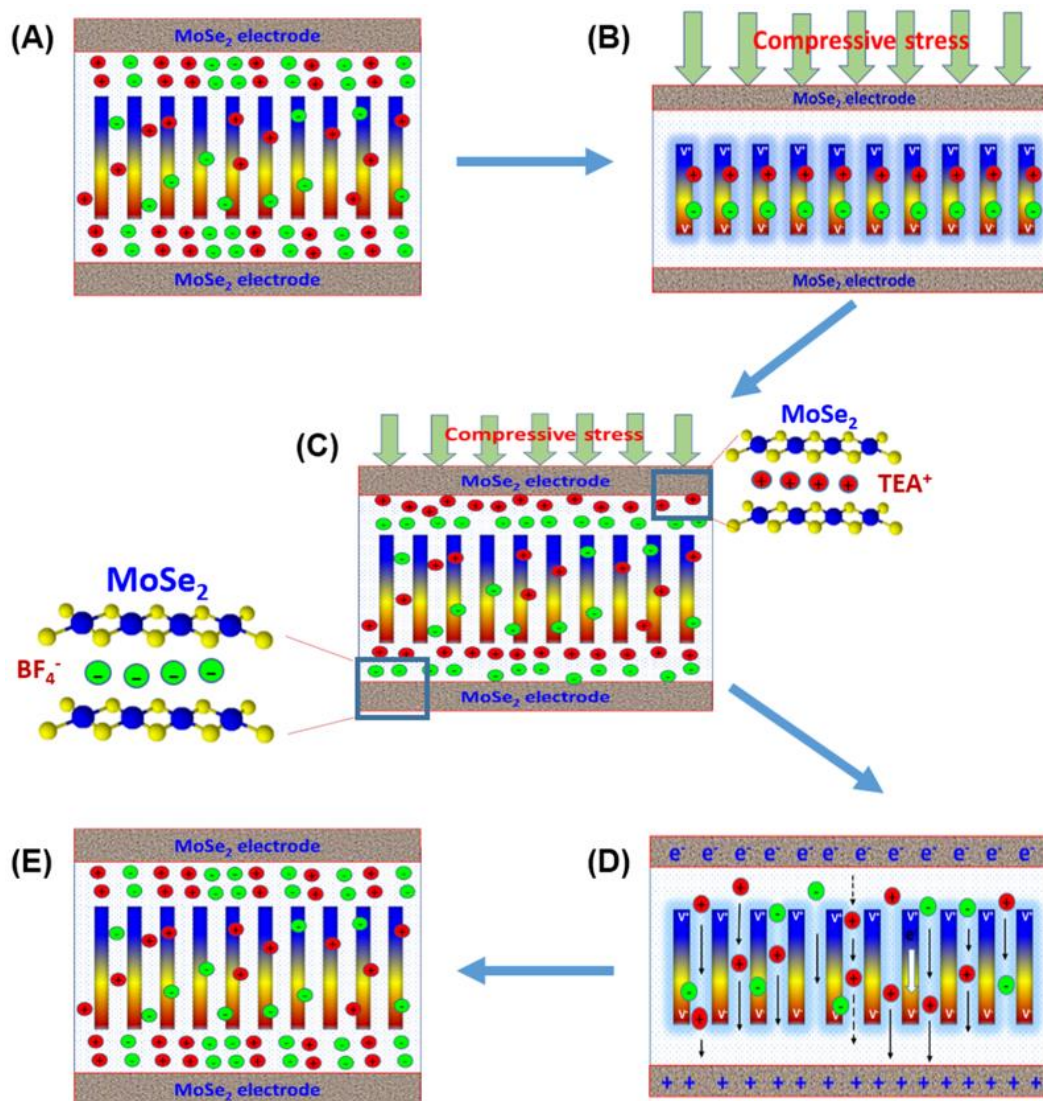 (A)
MoSe₂ electrode
MoSe₂ electrode
(B)
Compressive stress
MoSe₂ electrode
V⁺ V⁺ V⁺ V⁺ V⁺ V⁺ V⁺ V⁺ V⁺ V⁺
V⁻ V⁻ V⁻ V⁻ V⁻ V⁻ V⁻ V⁻ V⁻ V⁻
MoSe₂ electrode
(C)
Compressive stress
MoSe₂ electrode
MoSe₂ electrode
MoSe₂
TEA⁺
MoSe₂
BF₄⁻
(E)
MoSe₂ electrode
MoSe₂ electrode
(D)
e⁻ e⁻ e⁻ e⁻ e⁻ e⁻ e⁻ e⁻ e⁻ e⁻ e⁻
V⁺ V⁺ V⁺ V⁺ V⁺ V⁺ V⁺ V⁺ V⁺ V⁺
V⁻ V⁻ V⁻ V⁻ V⁻ V⁻ V⁻ V⁻ V⁻ V⁻
+ + + + + + + + + + + + + + + + +